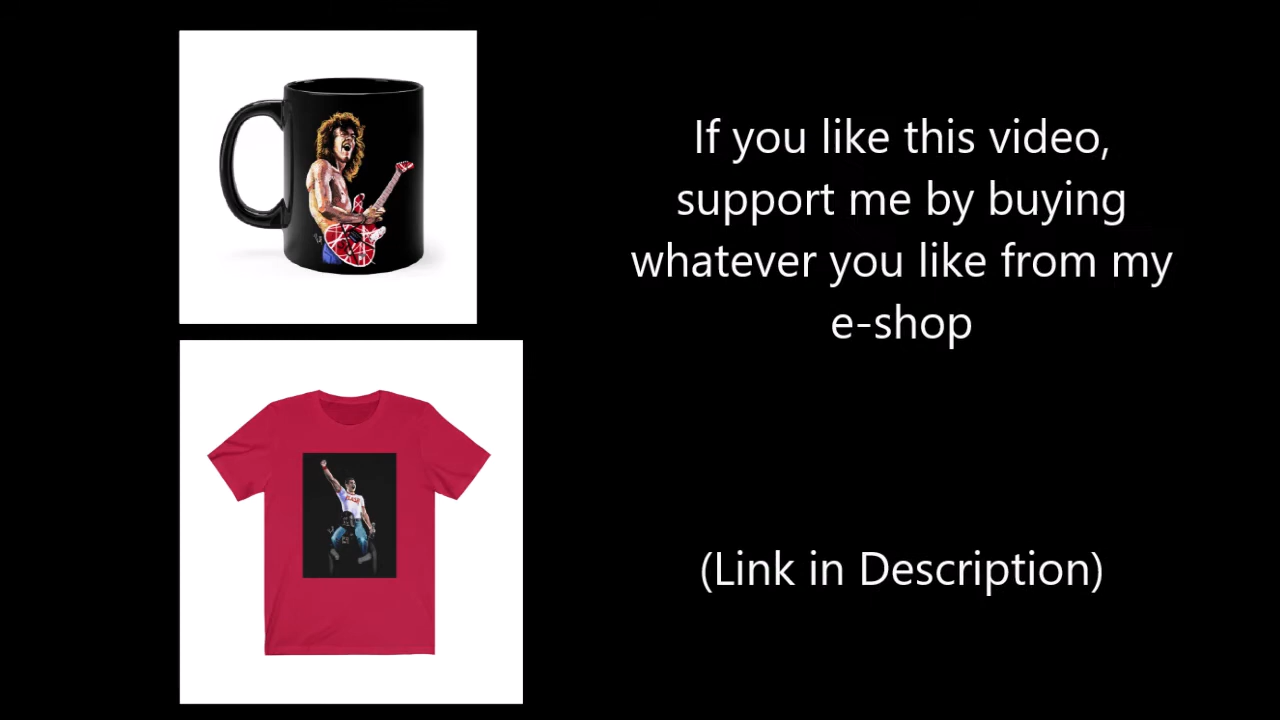 If you like this video,
support me by buying
whatever you like from my
e-shop
(Link in Description)